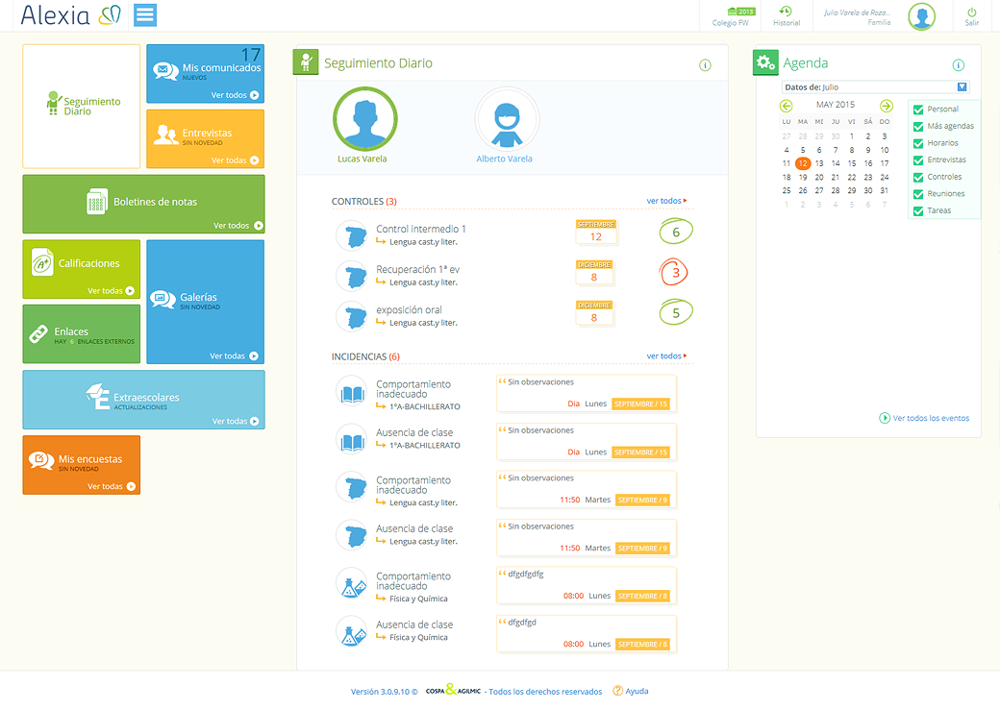 Alexia
2013
Colegio PW
Historial
Julio Varela de Roza...
Familia
Salir
Seguimiento
Diario
17
Mis comunicados
NUEVOS
Ver todos
Entrevistas
SIN NOVEDAD
Ver todas
Boletines de notas
Ver todos
A+
Calificaciones
Ver todas
Galerías
SIN NOVEDAD
Ver todas
Enlaces
HAY 6 ENLACES EXTERNOS
Extraescolares
ACTUALIZACIONES
Ver todas
Mis encuestas
SIN NOVEDAD
Ver todas
Seguimiento Diario
Lucas Varela
Alberto Varela
CONTROLES (3)
ver todos
Control intermedio 1
Lengua cast.y liter.
SEPTIEMBRE
12
6
Recuperación 1ª ev
Lengua cast.y liter.
DICIEMBRE
8
3
exposición oral
Lengua cast.y liter.
DICIEMBRE
8
5
INCIDENCIAS (6)
ver todos
Comportamiento
inadecuado
1ºA-BACHILLERATO
“ Sin observaciones
Dia Lunes SEPTIEMBRE / 15
Ausencia de clase
1ºA-BACHILLERATO
“ Sin observaciones
Dia Lunes SEPTIEMBRE / 15
Comportamiento
inadecuado
Lengua cast.y liter.
“ Sin observaciones
11:50 Martes SEPTIEMBRE / 9
Ausencia de clase
Lengua cast.y liter.
“ Sin observaciones
11:50 Martes SEPTIEMBRE / 9
Comportamiento
inadecuado
Física y Química
“ dfgdfgdfg
08:00 Lunes SEPTIEMBRE / 8
Ausencia de clase
Física y Química
“ dfgdfgd
08:00 Lunes SEPTIEMBRE / 8
Agenda
Datos de: Julio
MAY 2015
LU MA MI JU VI SÁ DO
27 28 29 30 1 2 3
4 5 6 7 8 9 10
11 12 13 14 15 16 17
18 19 20 21 22 23 24
25 26 27 28 29 30 31
1 2 3 4 5 6 7
Personal
Más agendas
Horarios
Entrevistas
Controles
Reuniones
Tareas
Ver todos los eventos
Versión 3.0.9.10 © COSPA & AGILMIC - Todos los derechos reservados ? Ayuda